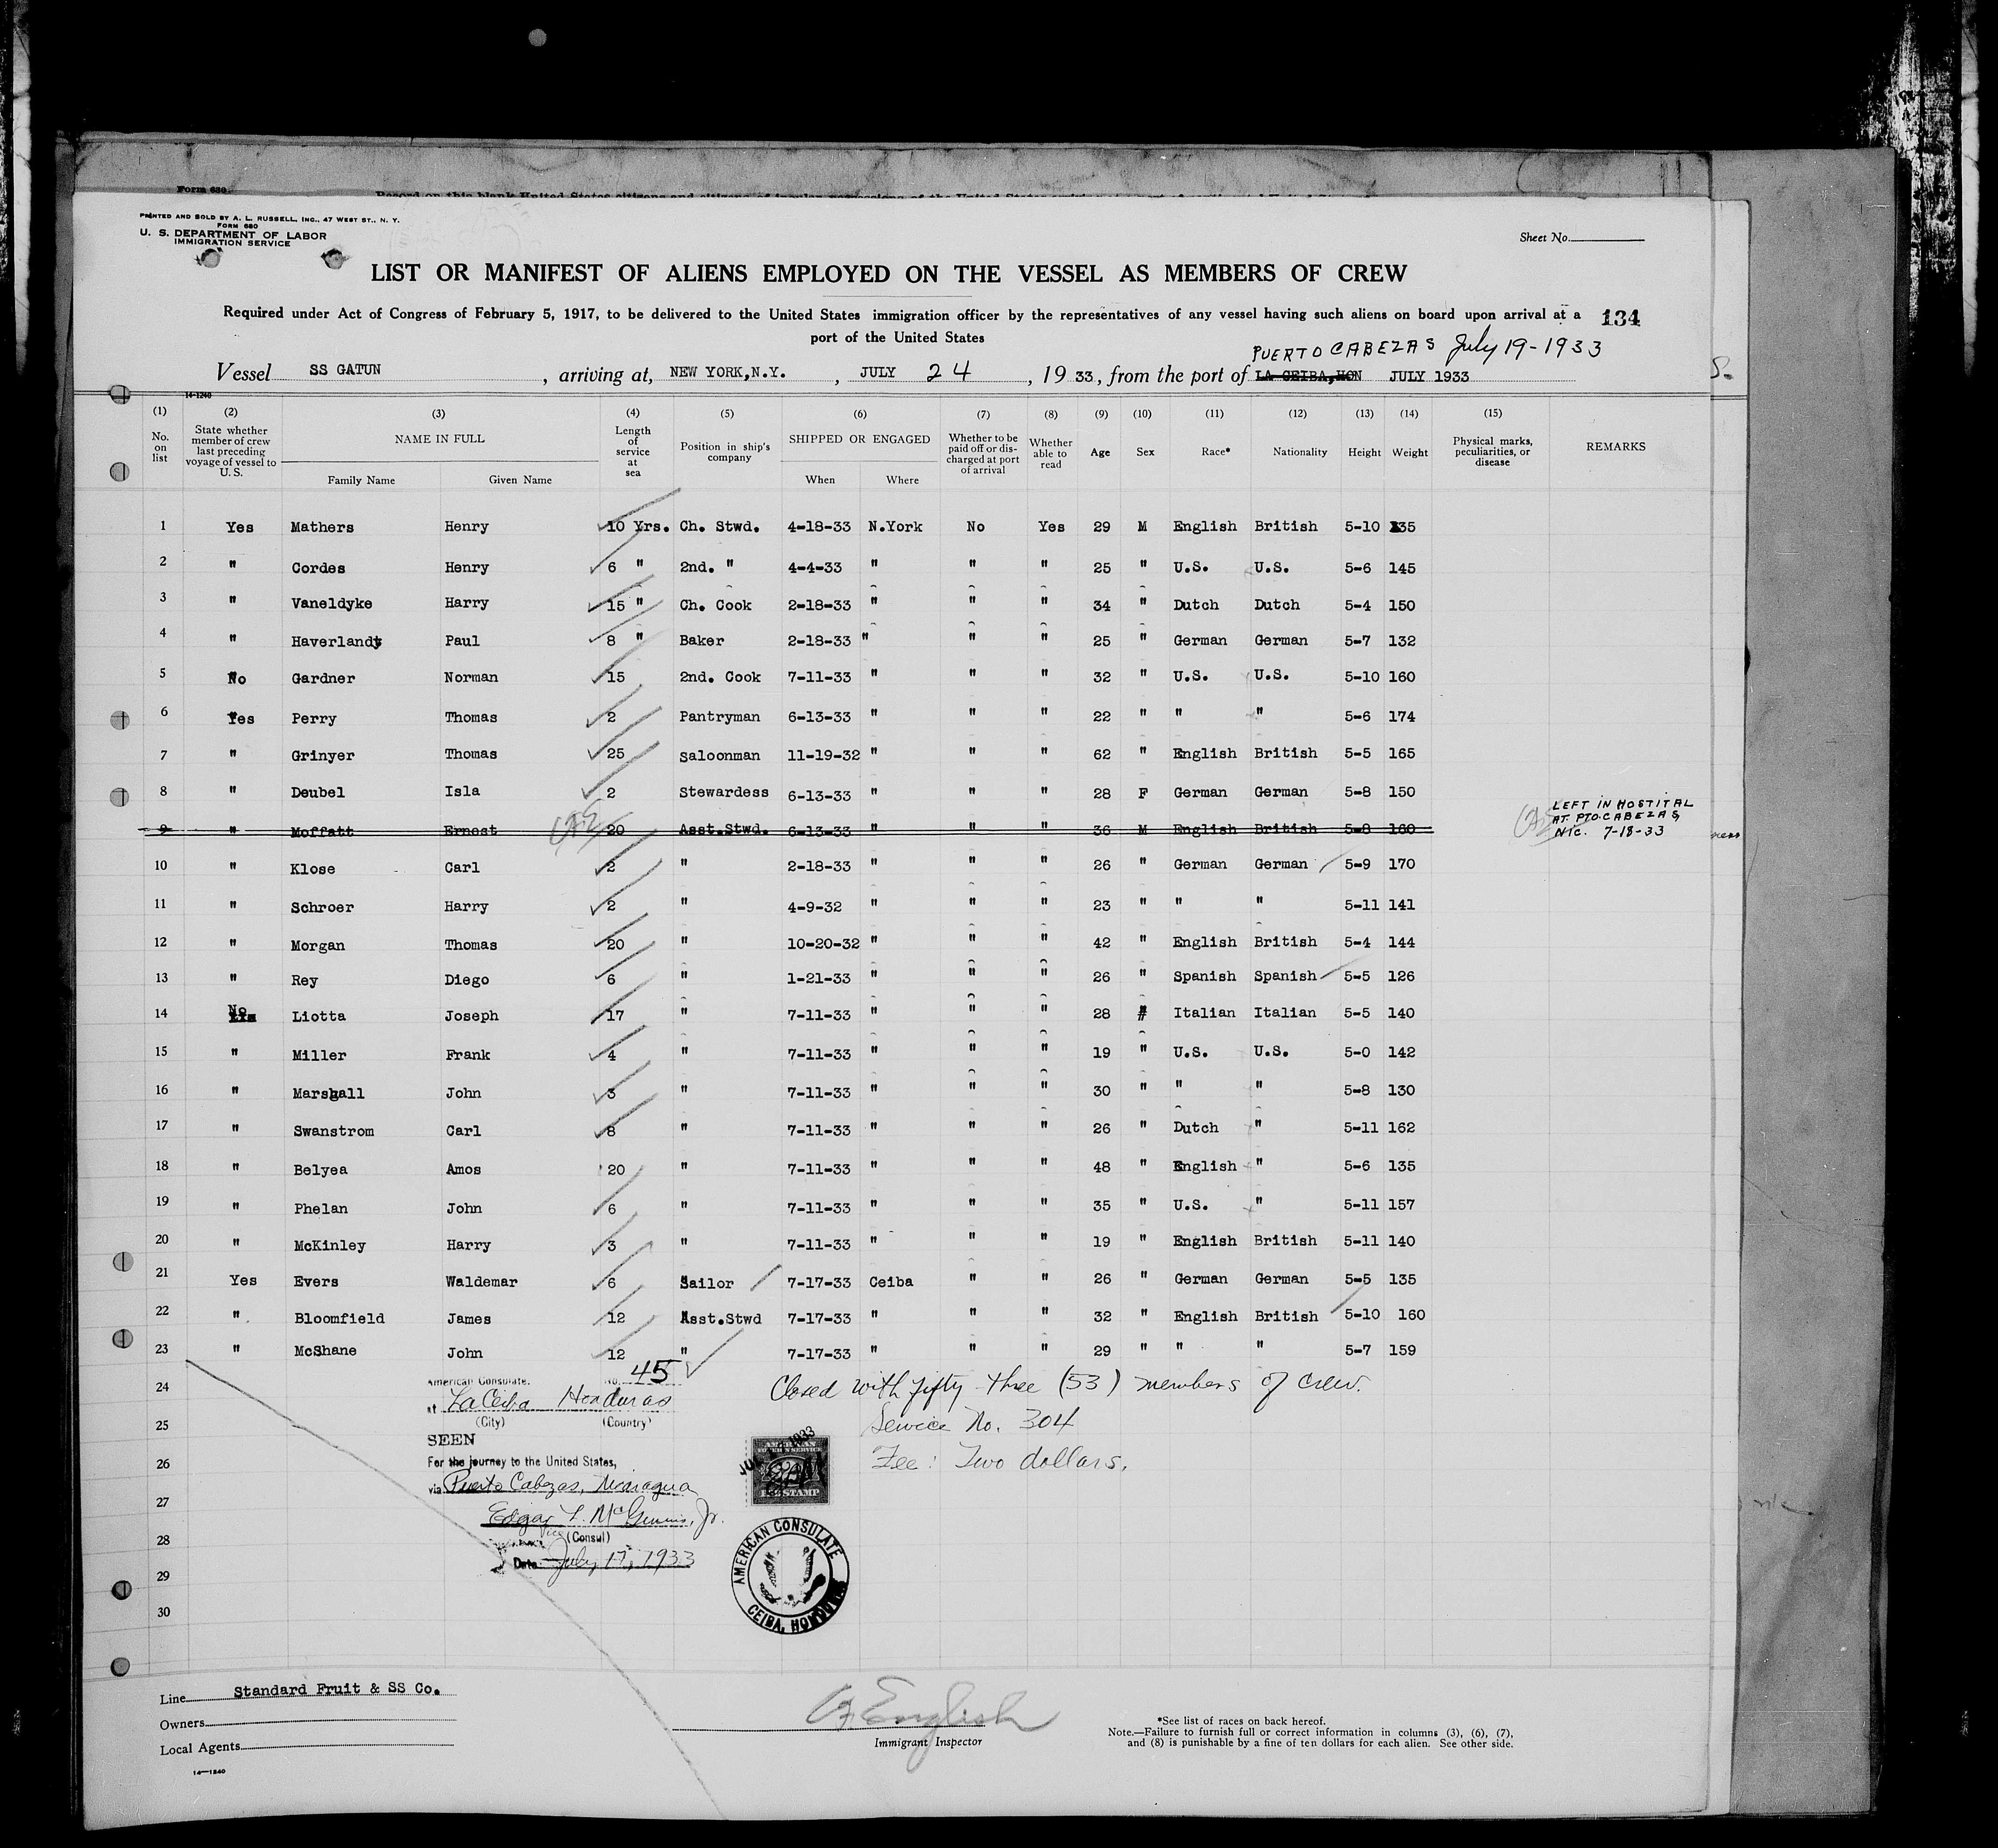 Form 680
PRINTED AND SOLD BY A. L. RUSSELL, INC., 47 WEST ST., N. Y.
FORM 680
U. S. DEPARTMENT OF LABOR
IMMIGRATION SERVICE
Sheet No.
LIST OR MANIFEST OF ALIENS EMPLOYED ON THE VESSEL AS MEMBERS OF CREW
Required under Act of Congress of February 5, 1917, to be delivered to the United States immigration officer by the representatives of any vessel having such aliens on board upon arrival at a
port of the United States
134
PUERTO CABEZAS July 19-1933
Vessel SS GATUN, arriving at, NEW YORK,N.Y., JULY 24, 1933, from the port of LA CEIBA,HON JULY 1933
14-1240
(1) (2) (3) (4) (5) (6) (7) (8) (9) (10) (11) (12) (13) (14) (15)
No. on list State whether member of crew last preceding voyage of vessel to U. S. NAME IN FULL Family Name Given Name Length of service at sea Position in ship's company SHIPPED OR ENGAGED When Where Whether to be paid off or discharged at port of arrival Whether able to read Age Sex Race* Nationality Height Weight Physical marks, peculiarities, or disease REMARKS
1 Yes Mathers Henry 10 Yrs. Ch. Stwd. 4-18-33 N.York No Yes 29 M English British 5-10 135
2 " Cordes Henry 6 " 2nd. " 4-4-33 " " " 25 " U.S. U.S. 5-6 145
3 " Vaneldyke Harry 15 " Ch. Cook 2-18-33 " " " 34 " Dutch Dutch 5-4 150
4 " Haverlandt Paul 8 " Baker 2-18-33 " " " 25 " German German 5-7 132
5 No Gardner Norman 15 2nd. Cook 7-11-33 " " " 32 " U.S. U.S. 5-10 160
6 Yes Perry Thomas 2 Pantryman 6-13-33 " " " 22 " " " 5-6 174
7 " Grinyer Thomas 25 Saloonman 11-19-32 " " " 62 " English British 5-5 165
8 " Deubel Isla 2 Stewardess 6-13-33 " " " 28 F German German 5-8 150
9 " Moffatt Ernest 20 Asst.Stwd. 6-13-33 " " " 36 M English British 5-8 160 LEFT IN HOSTITAL
AT PTO.CABEZAS
NIC. 7-18-33
10 " Klose Carl 2 " 2-18-33 " " " 26 " German German 5-9 170
11 " Schroer Harry 2 " 4-9-32 " " " 23 " " " 5-11 141
12 " Morgan Thomas 20 " 10-20-32 " " " 42 " English British 5-4 144
13 " Rey Diego 6 " 1-21-33 " " " 26 " Spanish Spanish 5-5 126
14 No Liotta Joseph 17 " 7-11-33 " " " 28 " Italian Italian 5-5 140
15 " Miller Frank 4 " 7-11-33 " " " 19 " U.S. U.S. 5-0 142
16 " Marshall John 3 " 7-11-33 " " " 30 " " " 5-8 130
17 " Swanstrom Carl 8 " 7-11-33 " " " 26 " Dutch " 5-11 162
18 " Belyea Amos 20 " 7-11-33 " " " 48 " English " 5-6 135
19 " Phelan John 6 " 7-11-33 " " " 35 " U.S. " 5-11 157
20 " McKinley Harry 3 " 7-11-33 " " " 19 " English British 5-11 140
21 Yes Evers Waldemar 6 Sailor 7-17-33 Ceiba " " 26 " German German 5-5 135
22 " Bloomfield James 12 Asst.Stwd 7-17-33 " " " 32 " English British 5-10 160
23 " McShane John 12 " 7-17-33 " " " 29 " " " 5-7 159
24
25
26
27
28
29
30
American Consulate. No. 45
at La Ceiba Honduras
(City) (Country)
SEEN
For the journey to the United States,
via Puerto Cabezas, Nicaragua
Edgar L. McGinnis, Jr.
Vice (Consul)
Date July 17, 1933
Closed with fifty-three (53) members of crew.
Service No. 304
Fee: Two dollars.
AMERICAN
FOREIGN SERVICE
FEE STAMP
AMERICAN CONSULATE
CEIBA, HONDURAS
Line Standard Fruit & SS Co.
Owners
Local Agents
14-1240
English
Immigrant Inspector
*See list of races on back hereof.
Note.—Failure to furnish full or correct information in columns (3), (6), (7),
and (8) is punishable by a fine of ten dollars for each alien. See other side.